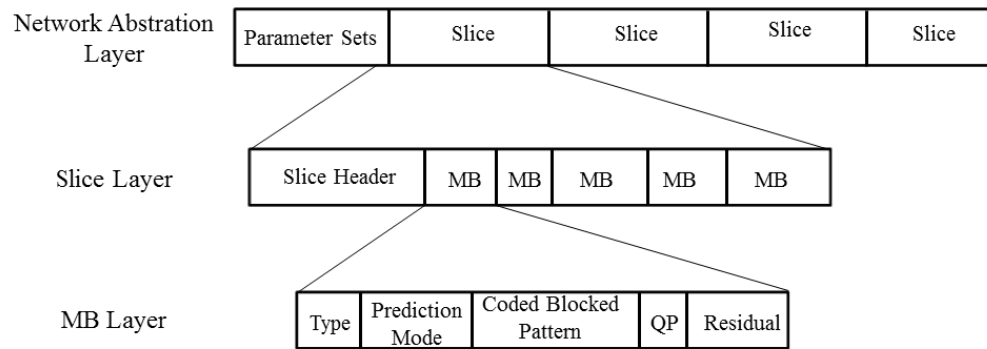 Network Abstration
Layer
Parameter Sets
Slice
Slice
Slice
Slice
Slice Layer
Slice Header
MB
MB
MB
MB
MB
MB Layer
Type
Prediction
Mode
Coded Blocked
Pattern
QP
Residual